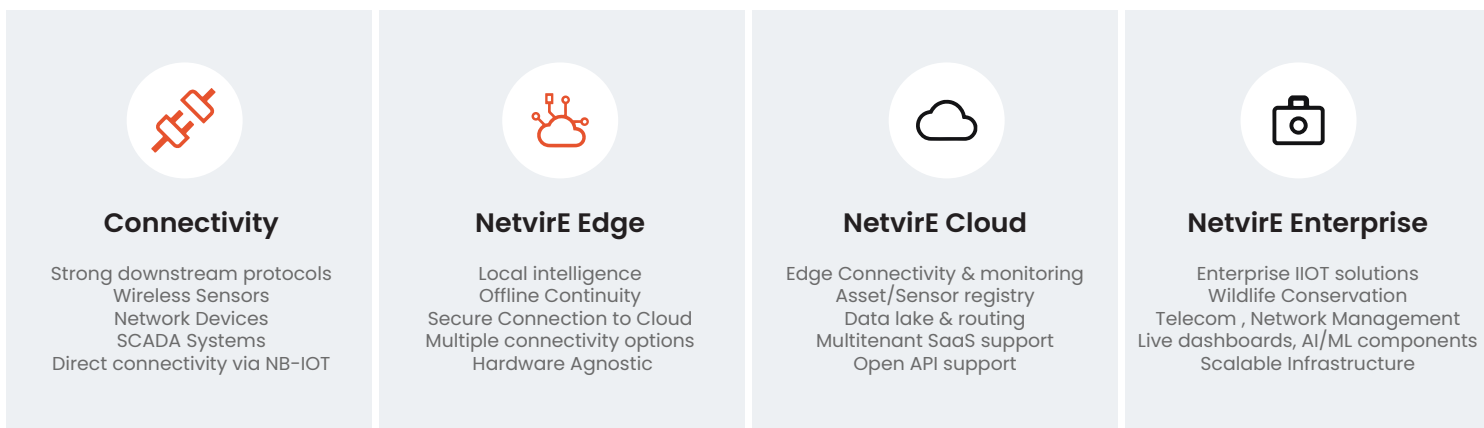 Connectivity
Strong downstream protocols
Wireless Sensors
Network Devices
SCADA Systems
Direct connectivity via NB-IOT
NetvirE Edge
Local intelligence
Offline Continuity
Secure Connection to Cloud
Multiple connectivity options
Hardware Agnostic
NetvirE Cloud
Edge Connectivity & monitoring
Asset/Sensor registry
Data lake & routing
Multitenant SaaS support
Open API support
NetvirE Enterprise
Enterprise IIOT solutions
Wildlife Conservation
Telecom , Network Management
Live dashboards, AI/ML components
Scalable Infrastructure